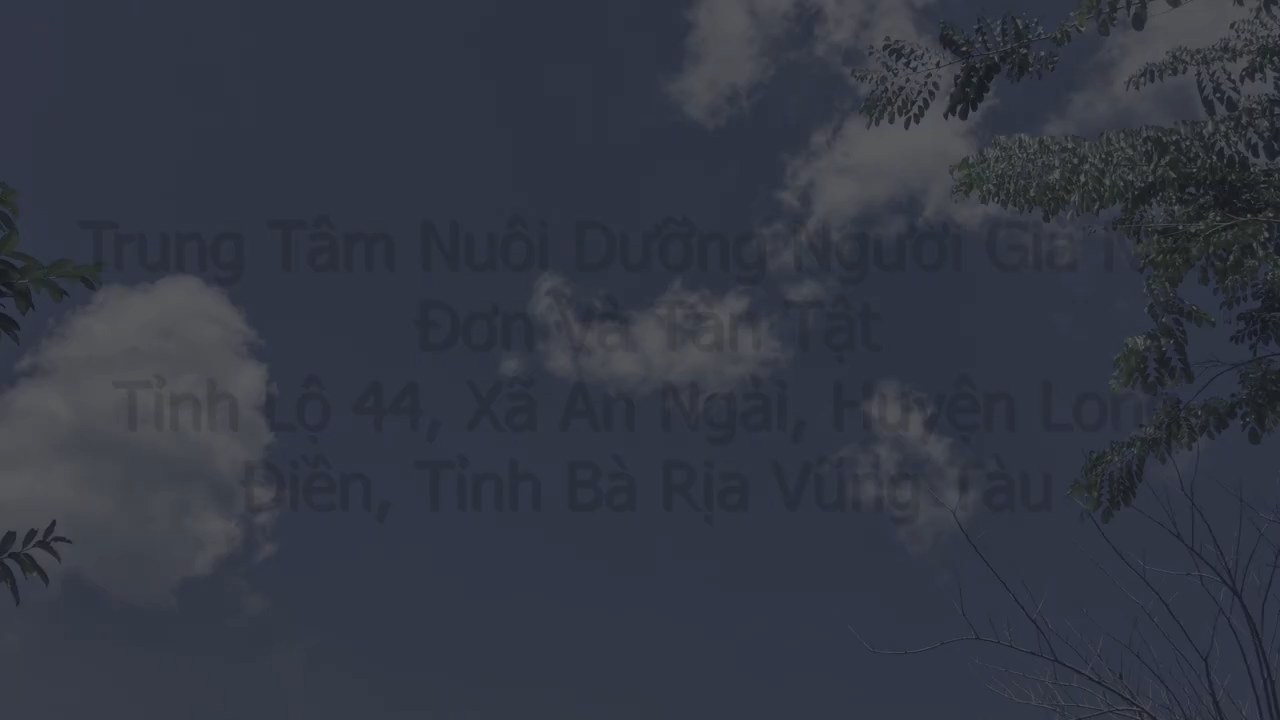 Trung Tâm Nuôi Dưỡng Người Già
Đơn Và Tàn Tật
Tỉnh Lộ 44, Xã An Ngãi, Huyện Long
Điền, Tỉnh Bà Rịa Vũng Tàu